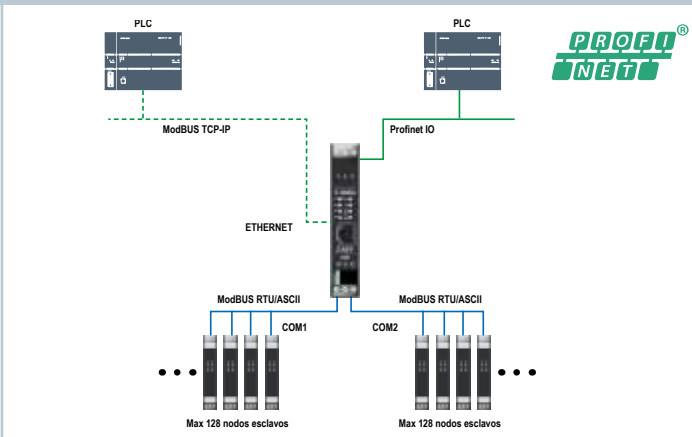 PLC
PLC
PROFI
NET
®
ModBUS TCP-IP
Profinet IO
ETHERNET
ModBUS RTU/ASCII
ModBUS RTU/ASCII
COM1
COM2
Max 128 nodos esclavos
Max 128 nodos esclavos